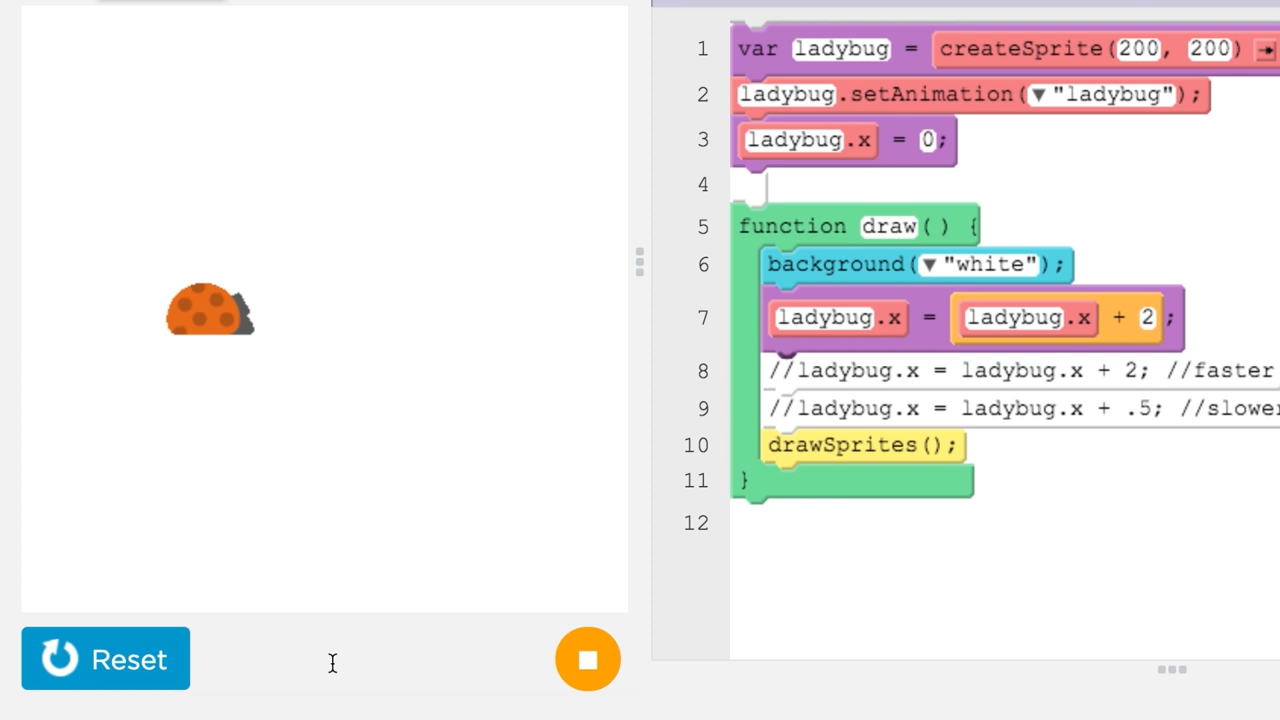 1 var ladybug = createSprite(200, 200)
2 ladybug.setAnimation(▼"ladybug");
3 ladybug.x = 0;
4
5 function draw() {
6 background(▼"white");
7 ladybug.x = ladybug.x + 2;
8 //ladybug.x = ladybug.x + 2; //faster
9 //ladybug.x = ladybug.x + .5; //slower
10 drawSprites();
11 }
12
Reset